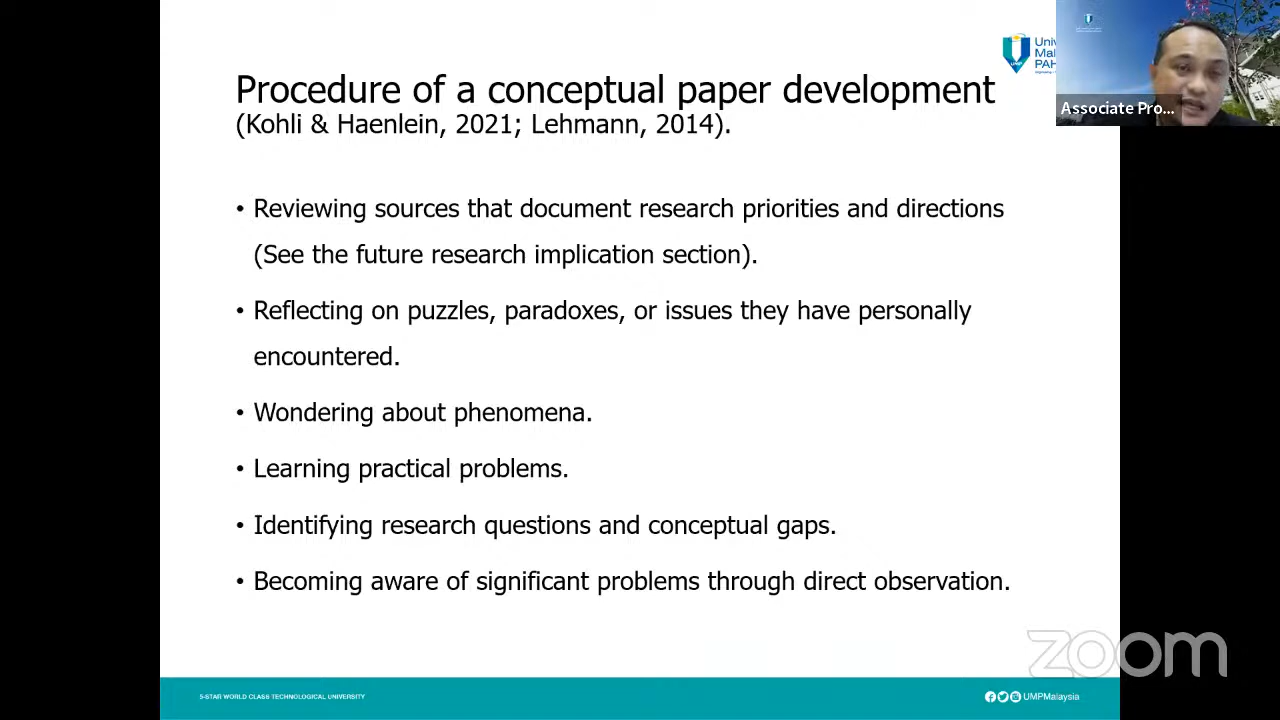 Procedure of a conceptual paper development
(Kohli & Haenlein, 2021; Lehmann, 2014).
UMP
Associate Pro...
• Reviewing sources that document research priorities and directions
(See the future research implication section).
• Reflecting on puzzles, paradoxes, or issues they have personally
encountered.
• Wondering about phenomena.
• Learning practical problems.
• Identifying research questions and conceptual gaps.
• Becoming aware of significant problems through direct observation.
zoom
5-STAR WORLD CLASS TECHNOLOGICAL UNIVERSITY
UMPMalaysia